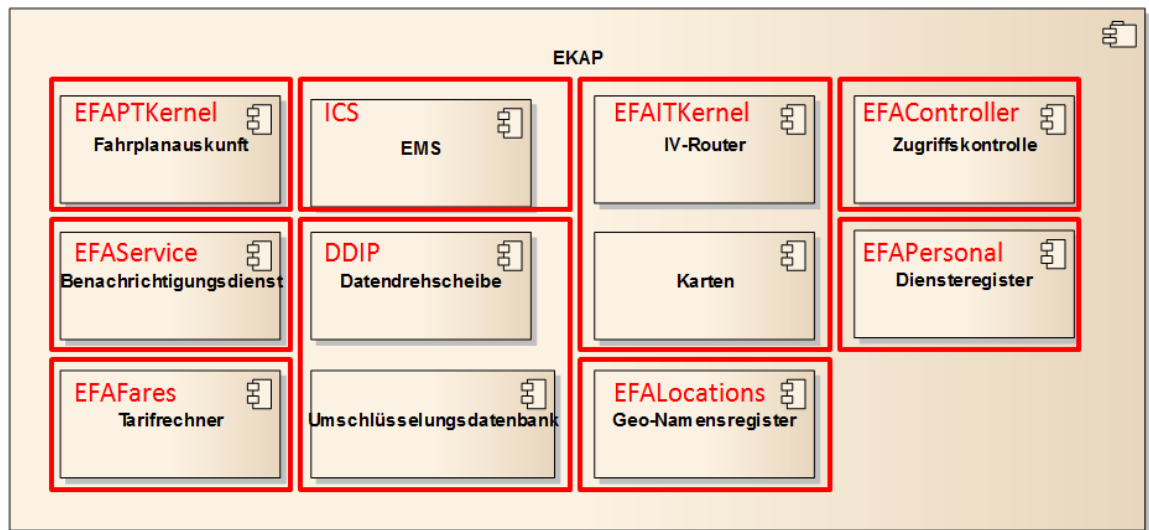 EKAP
EFAPTKernel
Fahrplanauskunft
ICS
EMS
EFAITKernel
IV-Router
EFAController
Zugriffskontrolle
EFAService
Benachrichtigungsdienst
DDIP
Datendrehscheibe
Karten
EFAPersonal
Diensteregister
EFAFares
Tarifrechner
Umschlüsselungsdatenbank
EFALocations
Geo-Namensregister